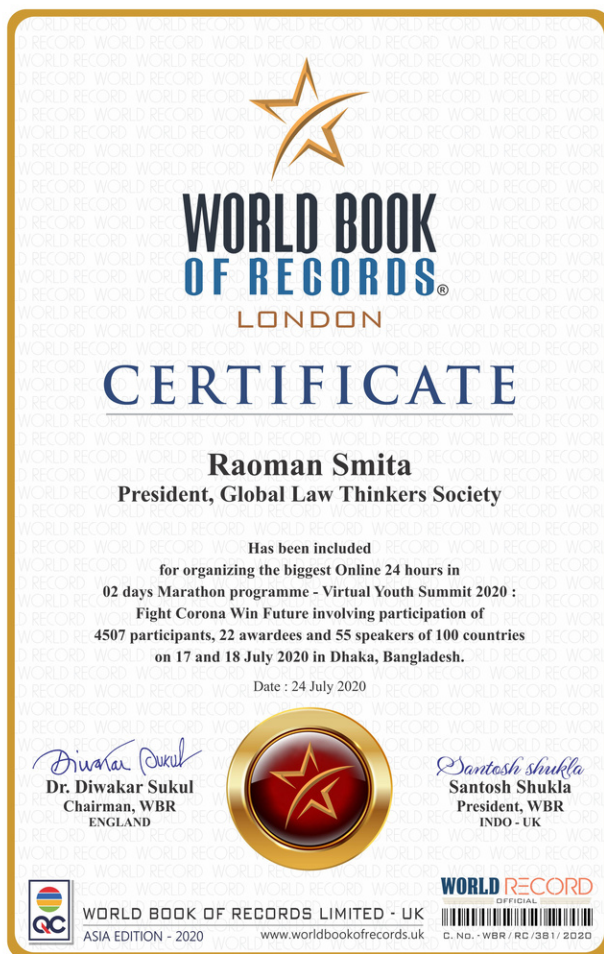 WORLD BOOK
OF RECORDS®
LONDON
CERTIFICATE
Raoman Smita
President, Global Law Thinkers Society
Has been included
for organizing the biggest Online 24 hours in
02 days Marathon programme - Virtual Youth Summit 2020 :
Fight Corona Win Future involving participation of
4507 participants, 22 awardees and 55 speakers of 100 countries
on 17 and 18 July 2020 in Dhaka, Bangladesh.
Date : 24 July 2020
Diwakar Sukul
Dr. Diwakar Sukul
Chairman, WBR
ENGLAND
Santosh shukla
Santosh Shukla
President, WBR
INDO - UK
QC
WORLD BOOK OF RECORDS LIMITED - UK
ASIA EDITION - 2020
www.worldbookofrecords.uk
WORLD RECORD
OFFICIAL
C. No. - WBR / RC / 381 / 2020